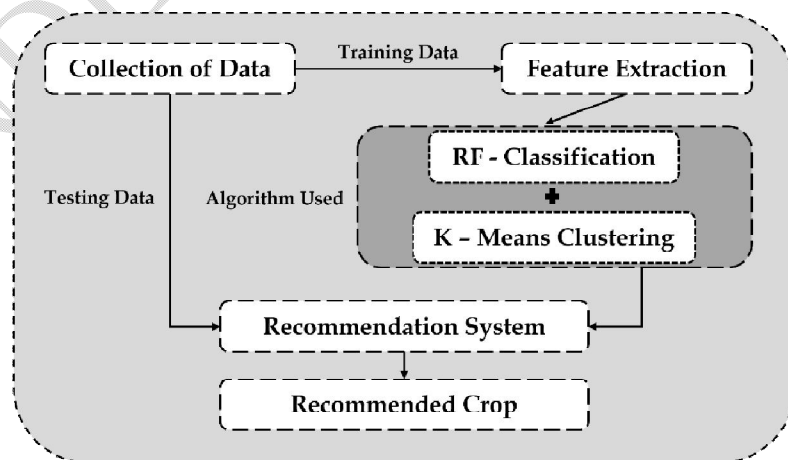 Training Data
Collection of Data
Feature Extraction
RF - Classification
Testing Data
Algorithm Used
K – Means Clustering
Recommendation System
Recommended Crop